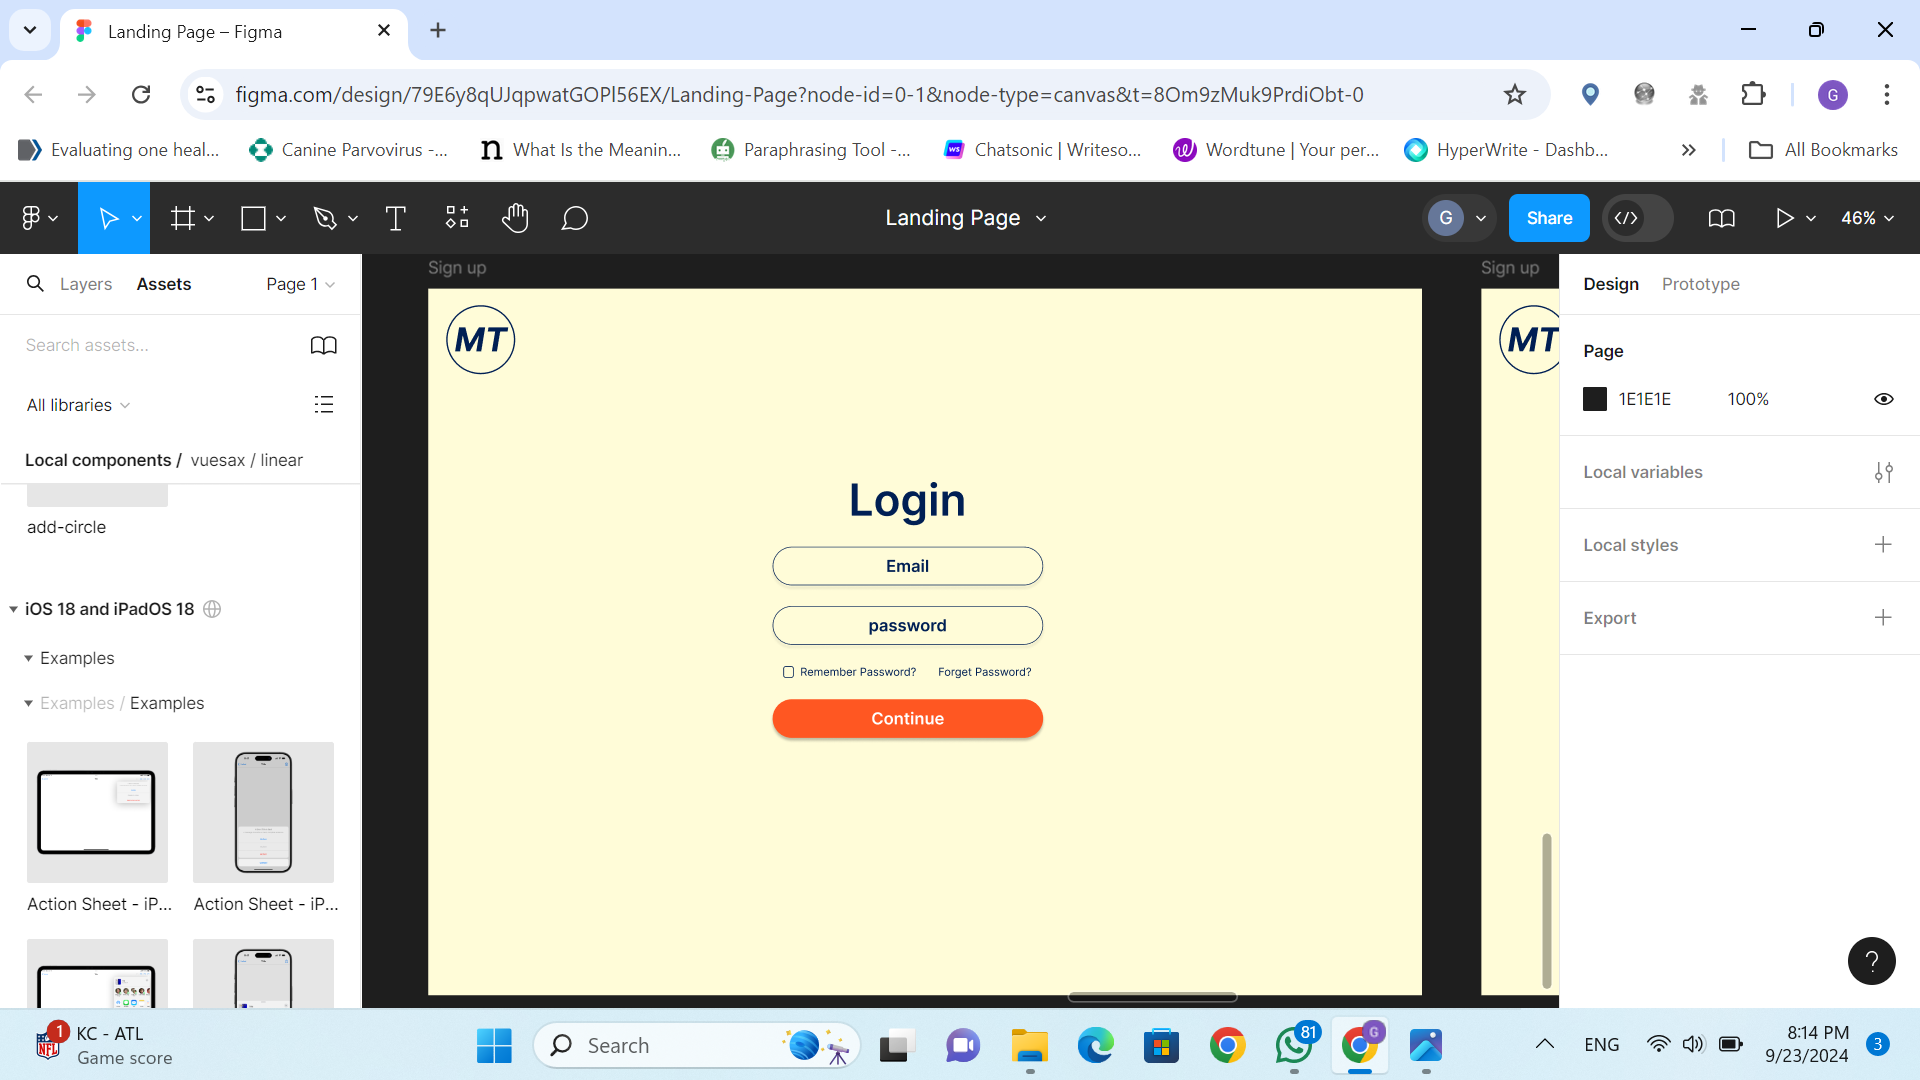 Landing Page – Figma
figma.com/design/79E6y8qUJqpwatGOPl56EX/Landing-Page?node-id=0-1&node-type=canvas&t=8Om9zMuk9PrdiObt-0
G
Evaluating one heal...
Canine Parvovirus -...
What Is the Meanin...
Paraphrasing Tool -...
WS
Chatsonic | Writeso...
Wordtune | Your per...
HyperWrite - Dashb...
All Bookmarks
Landing Page
G
Share
46%
Layers
Assets
Page 1
Search assets...
All libraries
Local components / vuesax / linear
add-circle
iOS 18 and iPadOS 18
Examples
Examples / Examples
Action Sheet - iP...
Action Sheet - iP...
Sign up
MT
Login
Email
password
Remember Password?
Forget Password?
Continue
Sign up
MT
Design
Prototype
Page
1E1E1E
100%
Local variables
Local styles
Export
?
1
NFL
KC - ATL
Game score
Search
81
G
ENG
8:14 PM
9/23/2024
3